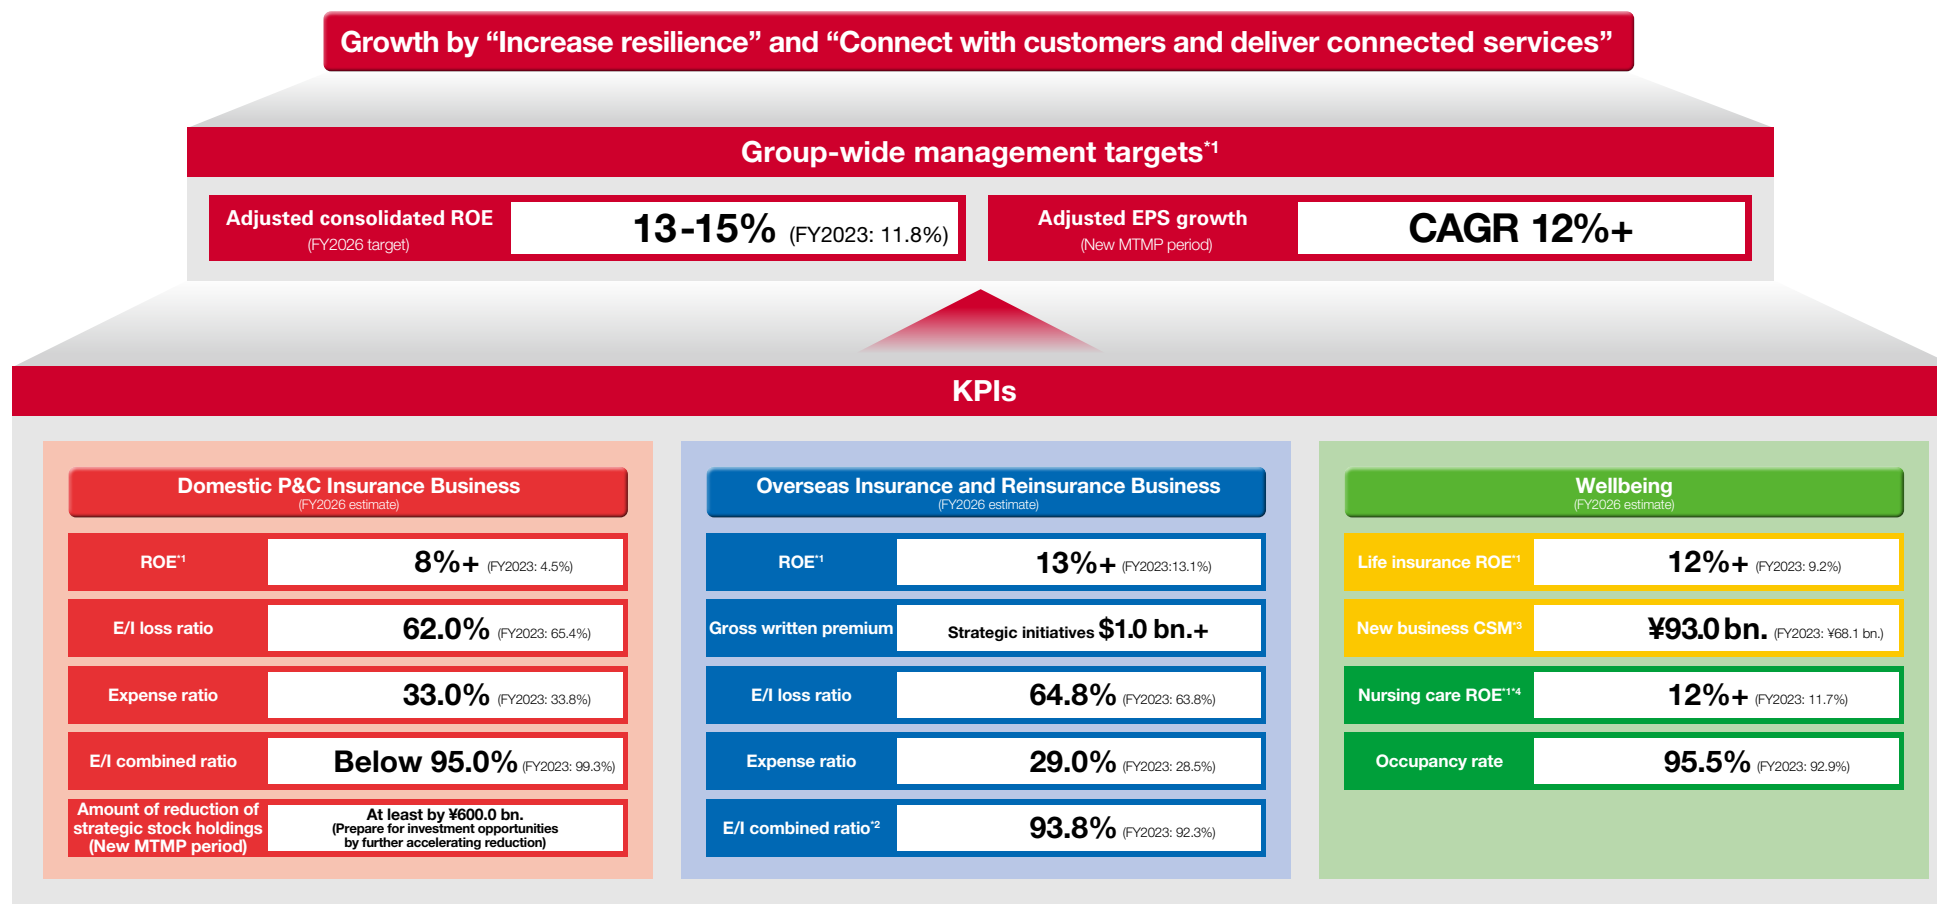 Growth by “Increase resilience” and “Connect with customers and deliver connected services”
Group-wide management targets*1
Adjusted consolidated ROE
(FY2026 target)
13-15% (FY2023: 11.8%)
Adjusted EPS growth
(New MTMP period)
CAGR 12%+
KPIs
Domestic P&C Insurance Business
(FY2026 estimate)
ROE*1
8%+ (FY2023: 4.5%)
E/I loss ratio
62.0% (FY2023: 65.4%)
Expense ratio
33.0% (FY2023: 33.8%)
E/I combined ratio
Below 95.0% (FY2023: 99.3%)
Amount of reduction of
strategic stock holdings
(New MTMP period)
At least by ¥600.0 bn.
(Prepare for investment opportunities
by further accelerating reduction)
Overseas Insurance and Reinsurance Business
(FY2026 estimate)
ROE*1
13%+ (FY2023:13.1%)
Gross written premium
Strategic initiatives $1.0 bn.+
E/I loss ratio
64.8% (FY2023: 63.8%)
Expense ratio
29.0% (FY2023: 28.5%)
E/I combined ratio*2
93.8% (FY2023: 92.3%)
Wellbeing
(FY2026 estimate)
Life insurance ROE*1
12%+ (FY2023: 9.2%)
New business CSM*3
¥93.0 bn. (FY2023: ¥68.1 bn.)
Nursing care ROE*1*4
12%+ (FY2023: 11.7%)
Occupancy rate
95.5% (FY2023: 92.9%)